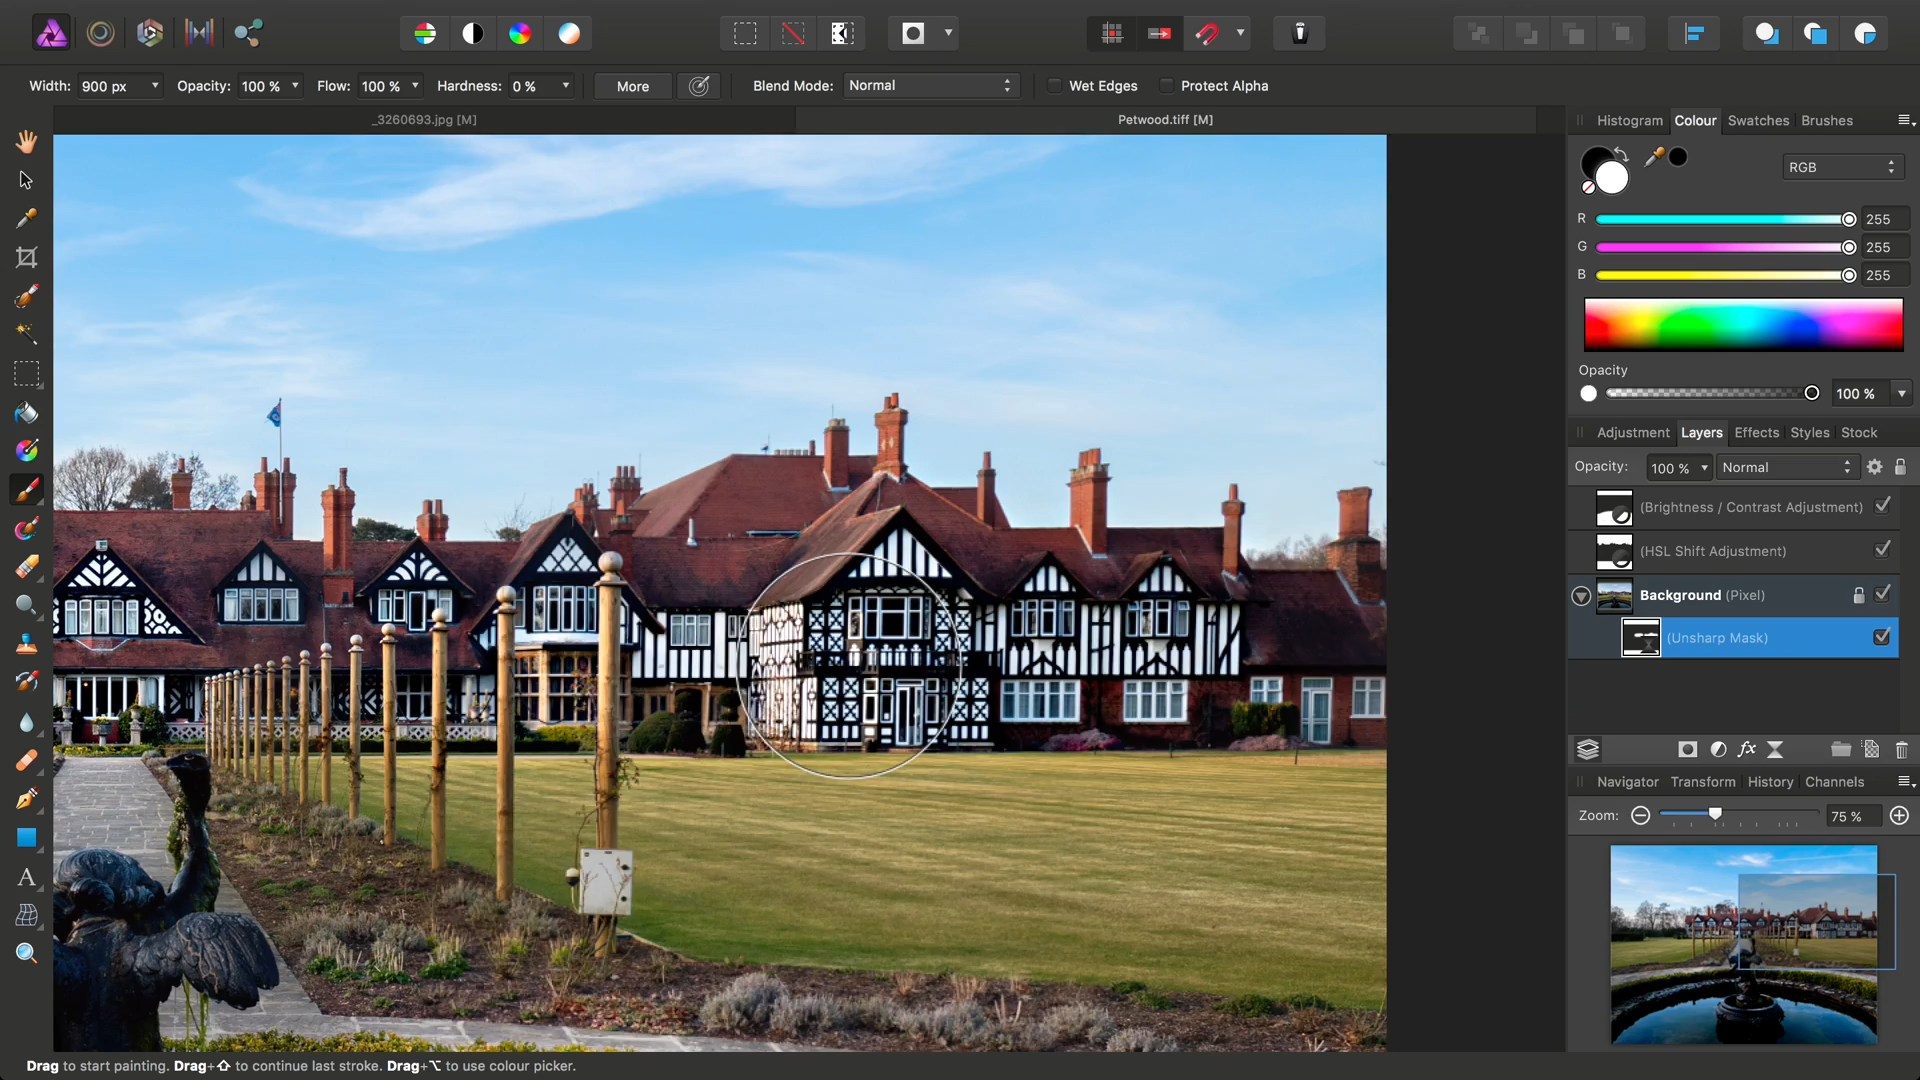 Width: 900 px Opacity: 100 % Flow: 100 % Hardness: 0 % More Blend Mode: Normal Wet Edges Protect Alpha
_3260693.jpg [M] Petwood.tiff [M]
Histogram Colour Swatches Brushes
RGB
R 255
G 255
B 255
Opacity
100 %
Adjustment Layers Effects Styles Stock
Opacity: 100 % Normal
(Brightness / Contrast Adjustment)
(HSL Shift Adjustment)
Background (Pixel)
(Unsharp Mask)
fx
Navigator Transform History Channels
Zoom: 75 %
A
Drag to start painting. Drag+⇧ to continue last stroke. Drag+⌥ to use colour picker.